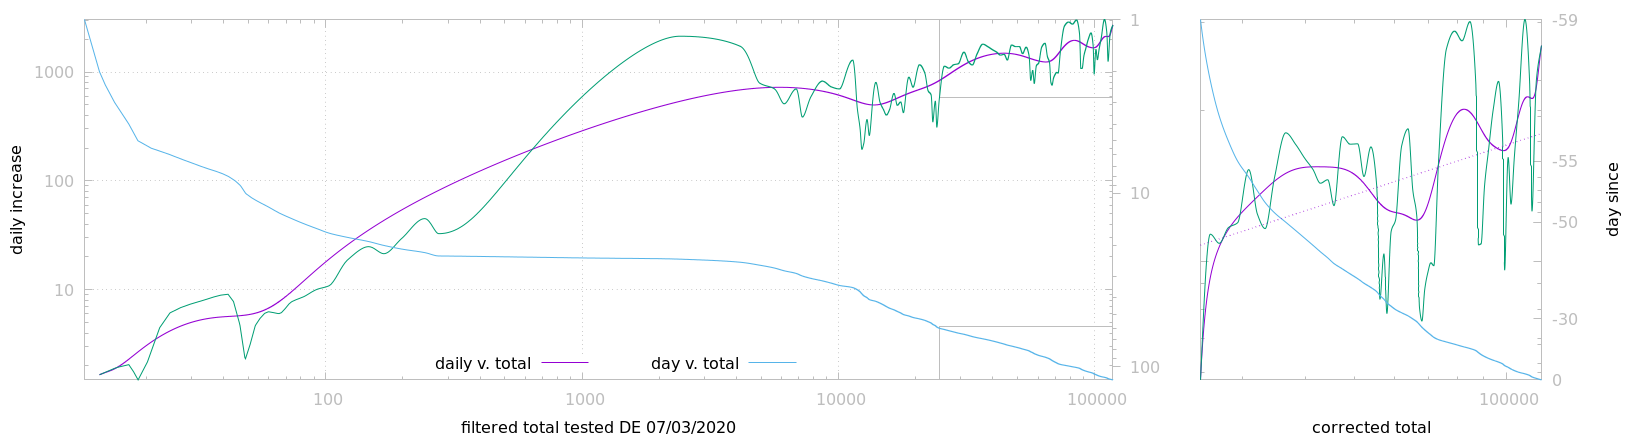 daily increase
1000
100
10
daily v. total
day v. total
100
1000
10000
100000
filtered total tested DE 07/03/2020
1
10
100
-59
-55
-50
-30
0
day since
100000
corrected total